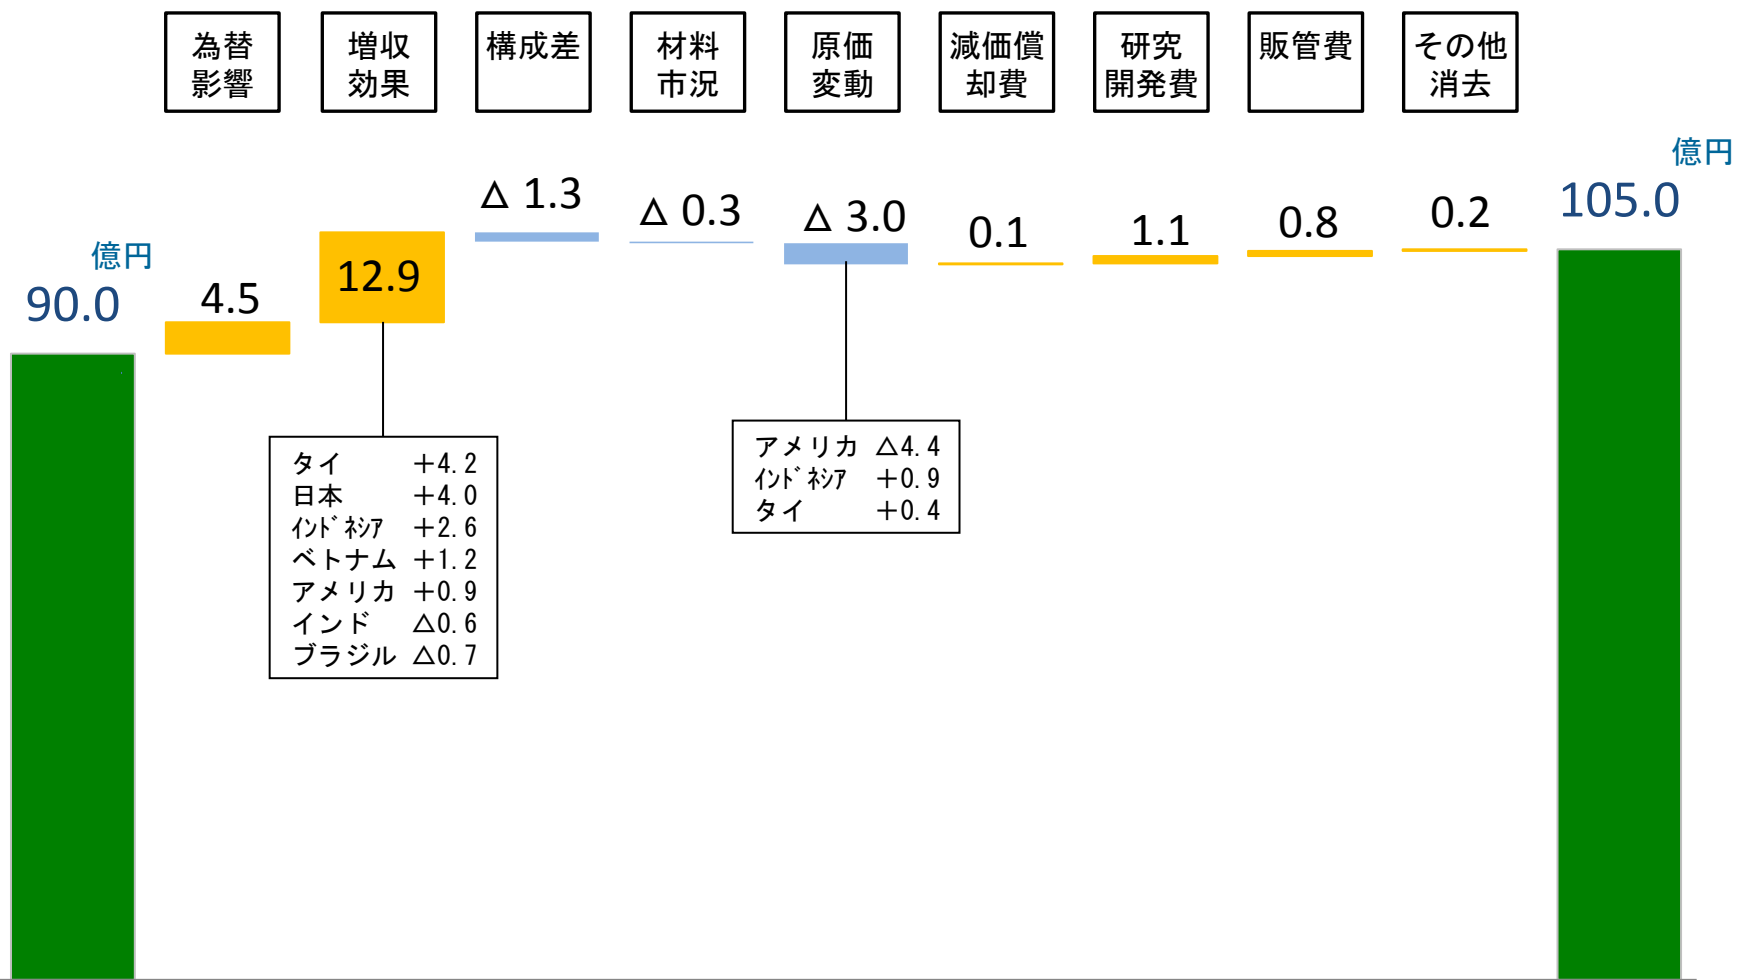 為替
影響
増収
効果
構成差
材料
市況
原価
変動
減価償
却費
研究
開発費
販管費
その他
消去
億円
90.0
4.5
12.9
△ 1.3
△ 0.3
△ 3.0
0.1
1.1
0.8
0.2
億円
105.0
タイ +4.2
日本 +4.0
ｲﾝﾄﾞﾈｼｱ +2.6
ベトナム +1.2
アメリカ +0.9
インド △0.6
ブラジル △0.7
アメリカ △4.4
ｲﾝﾄﾞﾈｼｱ +0.9
タイ +0.4